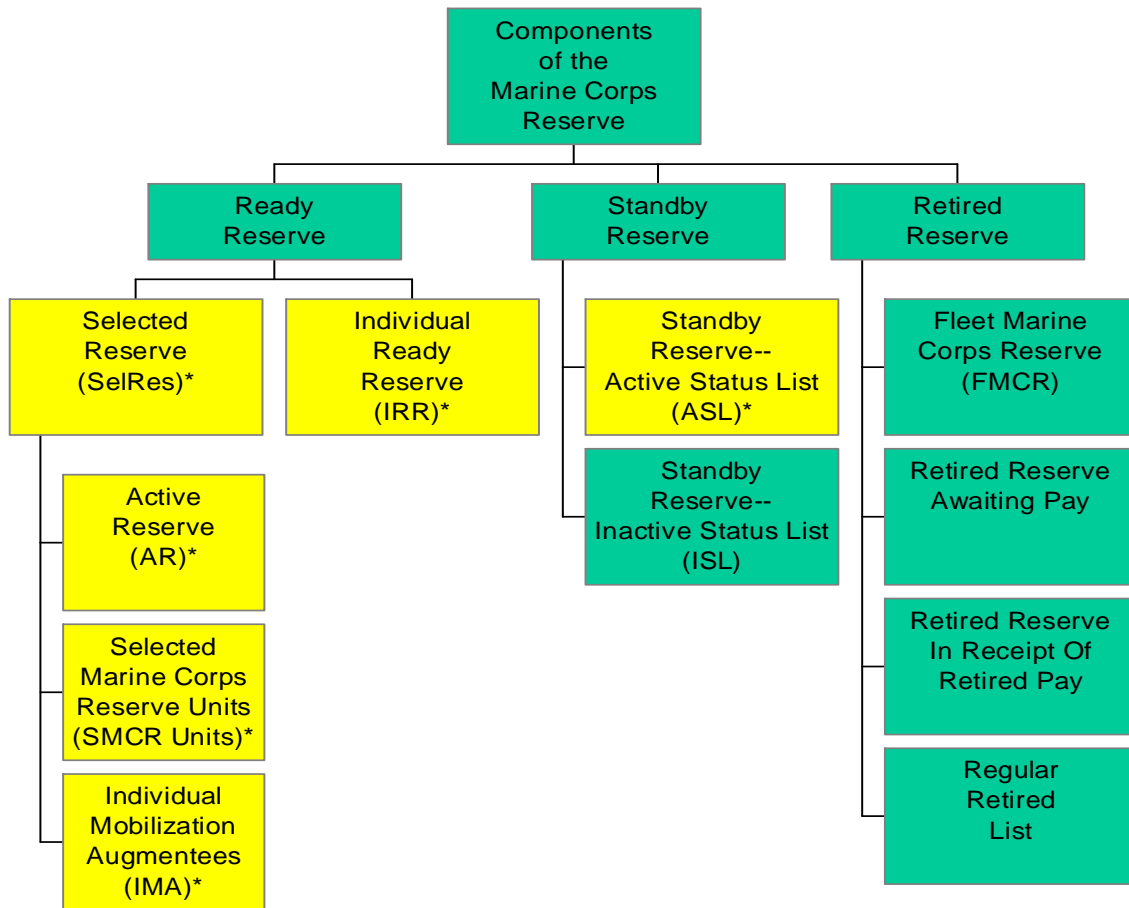 Components
of the
Marine Corps
Reserve
Ready
Reserve
Standby
Reserve
Retired
Reserve
Selected
Reserve
(SelRes)*
Individual
Ready
Reserve
(IRR)*
Standby
Reserve--
Active Status List
(ASL)*
Fleet Marine
Corps Reserve
(FMCR)
Active
Reserve
(AR)*
Standby
Reserve--
Inactive Status List
(ISL)
Retired Reserve
Awaiting Pay
Selected
Marine Corps
Reserve Units
(SMCR Units)*
Retired Reserve
In Receipt Of
Retired Pay
Individual
Mobilization
Augmentees
(IMA)*
Regular
Retired
List